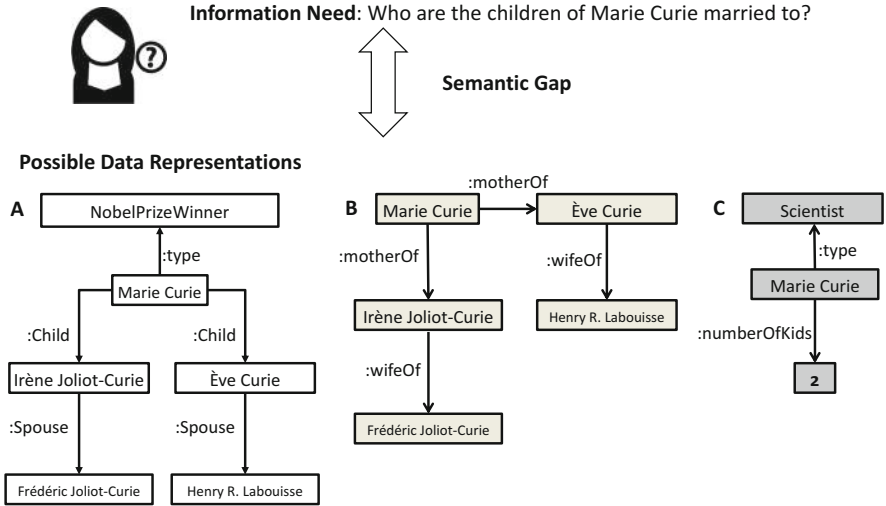 Information Need: Who are the children of Marie Curie married to?
?
Semantic Gap
Possible Data Representations
A
NobelPrizeWinner
:type
Marie Curie
:Child
:Child
Irène Joliot-Curie
Ève Curie
:Spouse
:Spouse
Frédéric Joliot-Curie
Henry R. Labouisse
B
:motherOf
Marie Curie
Ève Curie
:motherOf
:wifeOf
Irène Joliot-Curie
Henry R. Labouisse
:wifeOf
Frédéric Joliot-Curie
C
Scientist
:type
Marie Curie
:numberOfKids
2